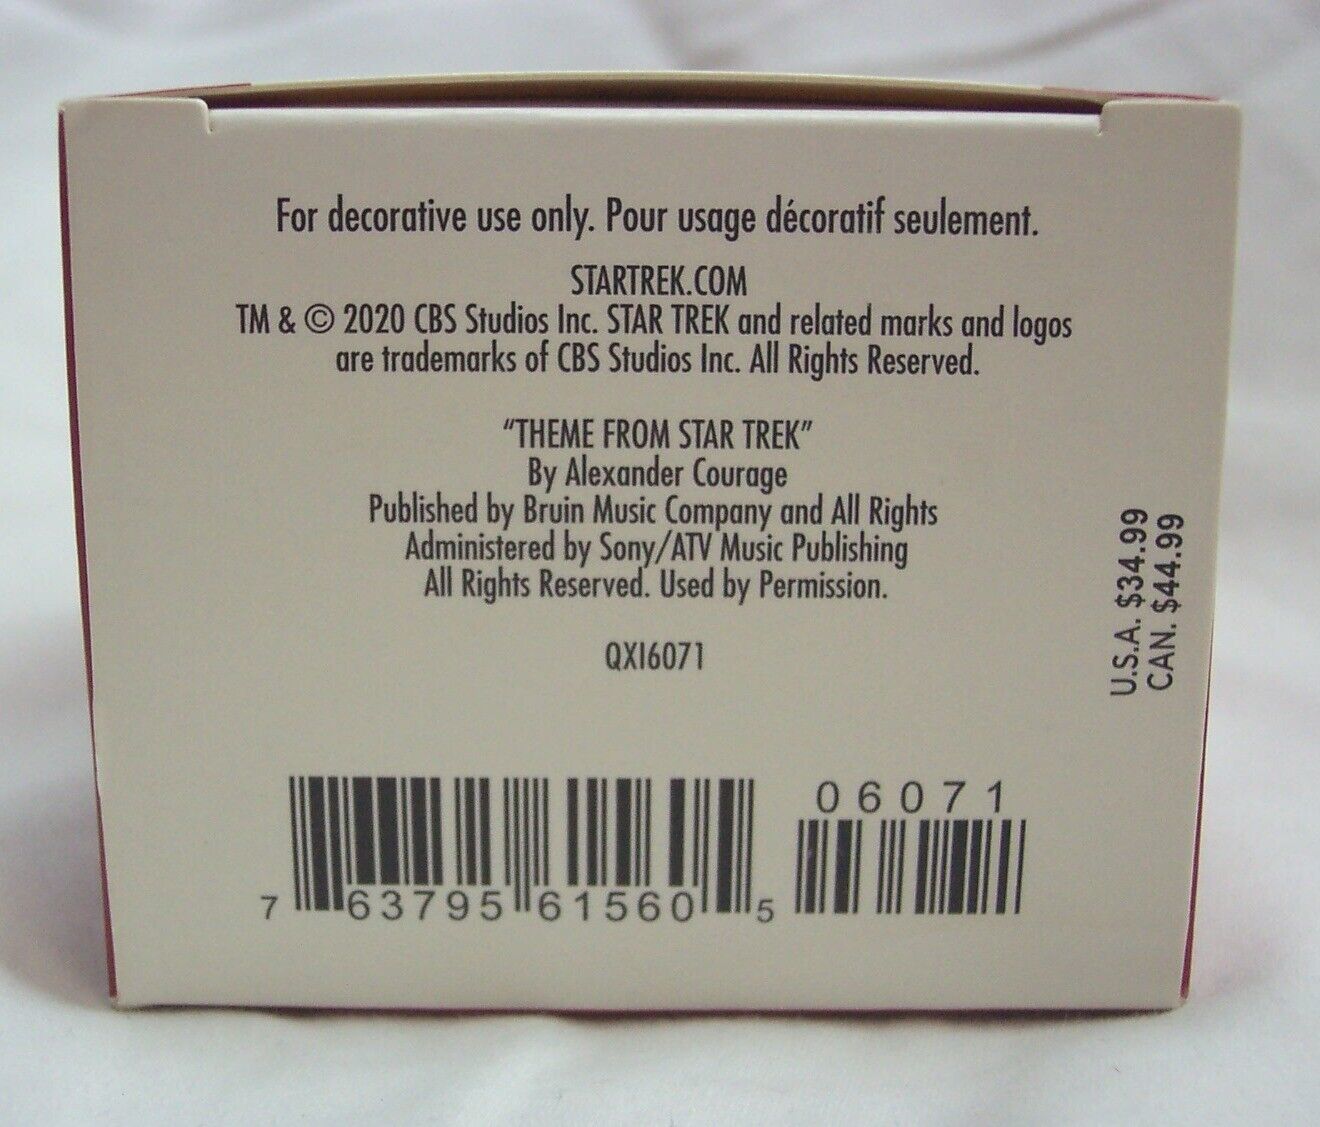 For decorative use only. Pour usage décoratif seulement.
STARTREK.COM
TM & © 2020 CBS Studios Inc. STAR TREK and related marks and logos
are trademarks of CBS Studios Inc. All Rights Reserved.
“THEME FROM STAR TREK”
By Alexander Courage
Published by Bruin Music Company and All Rights
Administered by Sony/ATV Music Publishing
All Rights Reserved. Used by Permission.
QXI6071
U.S.A. $34.99
CAN. $44.99
06071
7 63795 61560 5